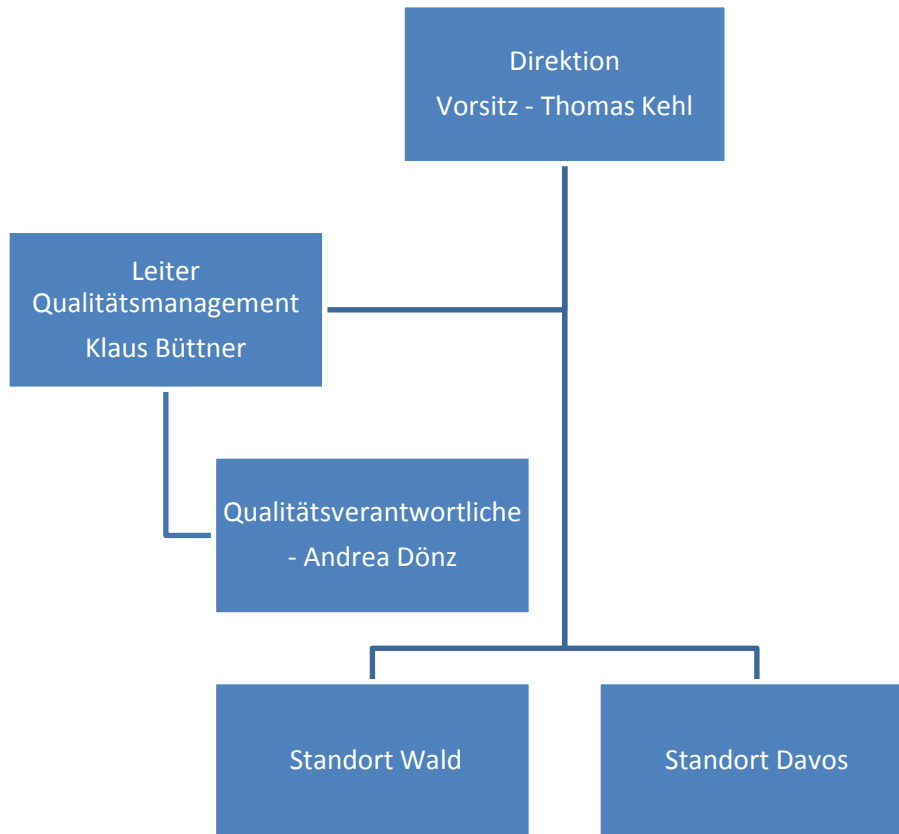 Direktion
Vorsitz - Thomas Kehl
Leiter
Qualitätsmanagement
Klaus Büttner
Qualitätsverantwortliche
- Andrea Dönz
Standort Wald
Standort Davos